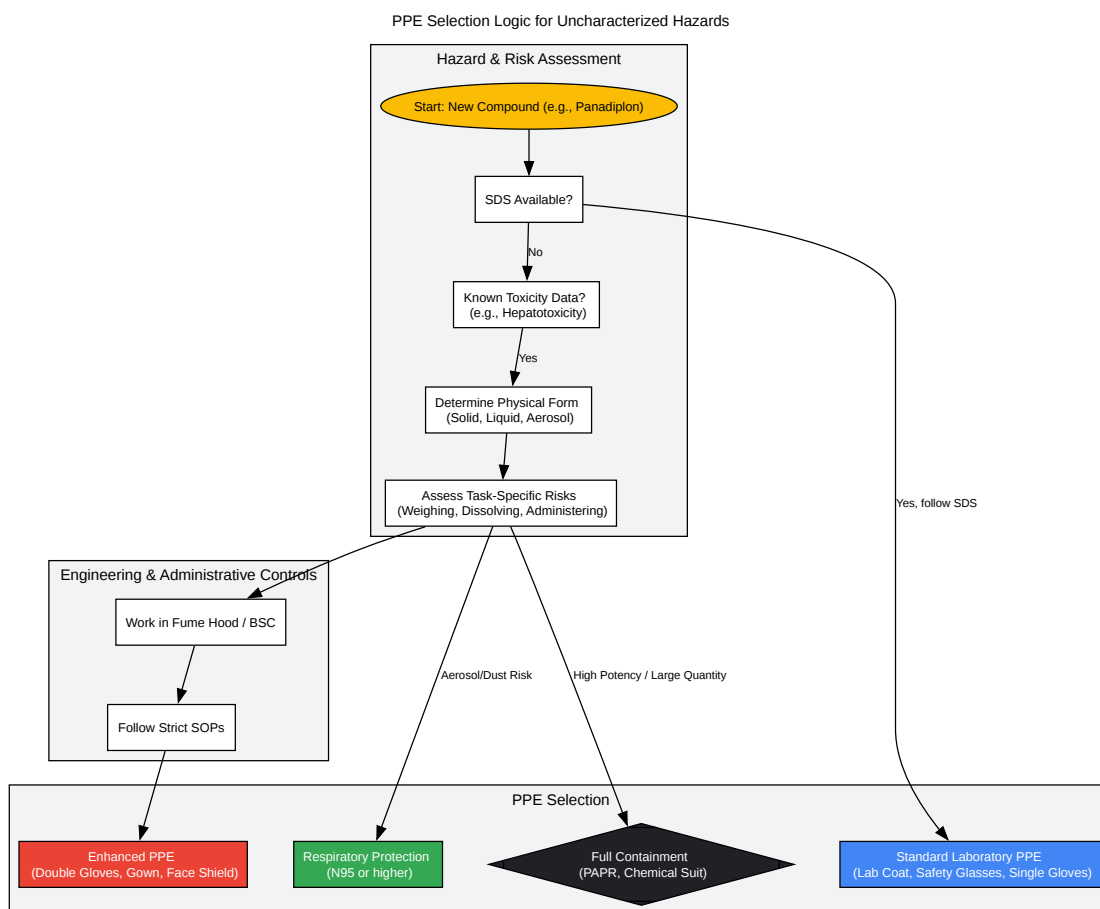 PPE Selection Logic for Uncharacterized Hazards
Hazard & Risk Assessment
Start: New Compound (e.g., Panadiplon)
SDS Available?
No
Known Toxicity Data?
(e.g., Hepatotoxicity)
Yes
Determine Physical Form
(Solid, Liquid, Aerosol)
Assess Task-Specific Risks
(Weighing, Dissolving, Administering)
Yes, follow SDS
Engineering & Administrative Controls
Work in Fume Hood / BSC
Follow Strict SOPs
Aerosol/Dust Risk
High Potency / Large Quantity
PPE Selection
Enhanced PPE
(Double Gloves, Gown, Face Shield)
Respiratory Protection
(N95 or higher)
Full Containment
(PAPR, Chemical Suit)
Standard Laboratory PPE
(Lab Coat, Safety Glasses, Single Gloves)